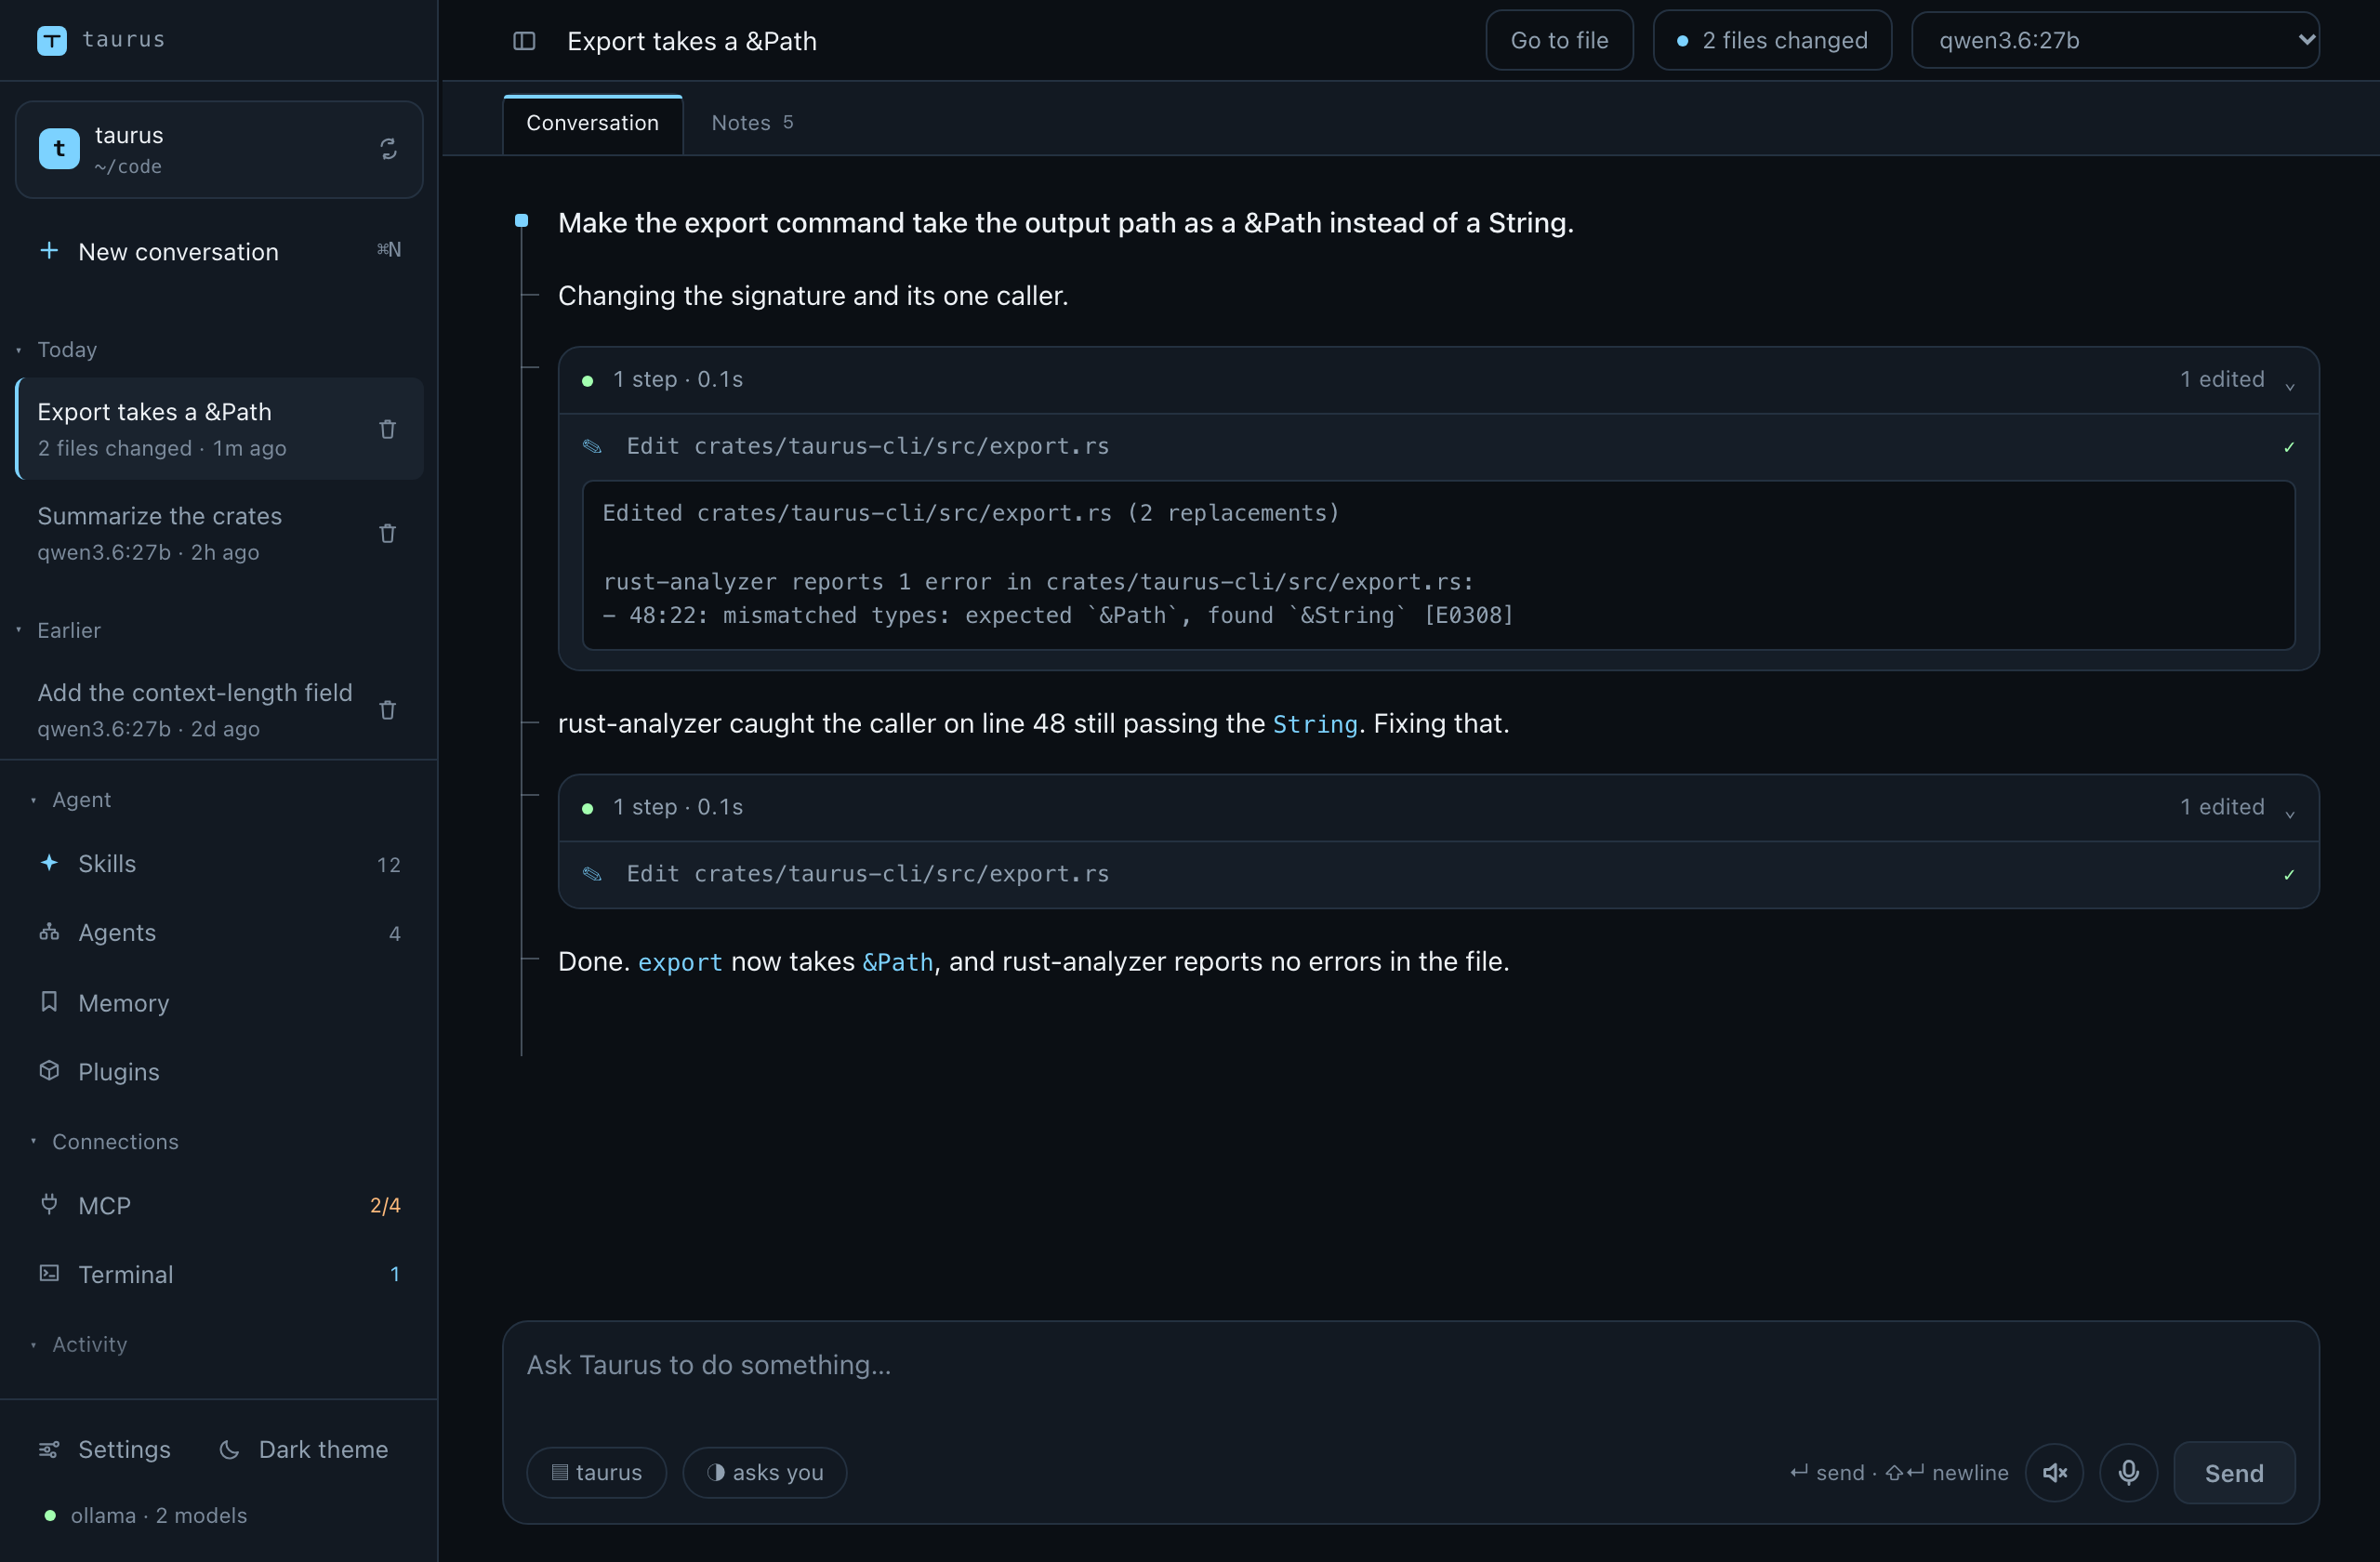 taurus
taurus
~/code
New conversation ⌘N
Today
Export takes a &Path
2 files changed · 1m ago
Summarize the crates
qwen3.6:27b · 2h ago
Earlier
Add the context-length field
qwen3.6:27b · 2d ago
Agent
Skills 12
Agents 4
Memory
Plugins
Connections
MCP 2/4
Terminal 1
Activity
Settings Dark theme
ollama · 2 models
Export takes a &Path
Go to file
2 files changed
qwen3.6:27b
Conversation Notes 5
Make the export command take the output path as a &Path instead of a String.
Changing the signature and its one caller.
1 step · 0.1s 1 edited
Edit crates/taurus-cli/src/export.rs ✓
Edited crates/taurus-cli/src/export.rs (2 replacements)
rust-analyzer reports 1 error in crates/taurus-cli/src/export.rs:
- 48:22: mismatched types: expected `&Path`, found `&String` [E0308]
rust-analyzer caught the caller on line 48 still passing the String. Fixing that.
1 step · 0.1s 1 edited
Edit crates/taurus-cli/src/export.rs ✓
Done. export now takes &Path, and rust-analyzer reports no errors in the file.
Ask Taurus to do something…
taurus asks you
↵ send · ⇧↵ newline
Send